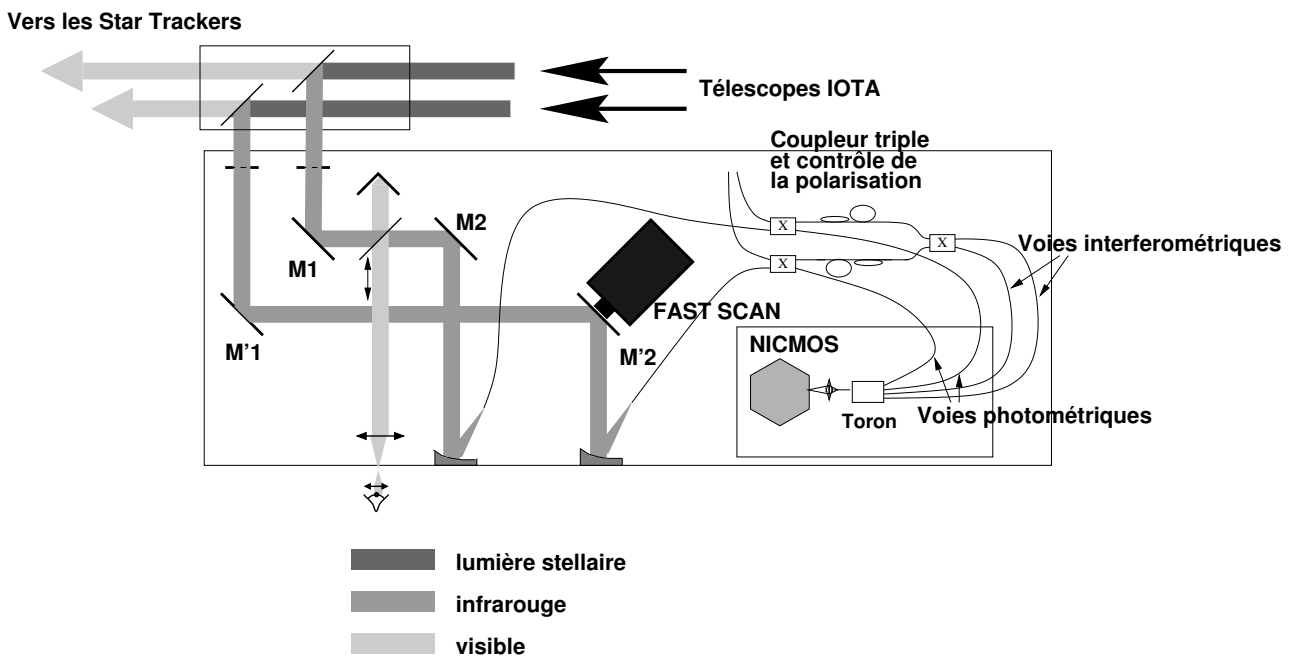 Vers les Star Trackers
Télescopes IOTA
Coupleur triple
et contrôle de
la polarisation
M2
X
X
X
Voies interferométriques
M1
FAST SCAN
M'1
M'2
NICMOS
Toron
Voies photométriques
lumière stellaire
infrarouge
visible